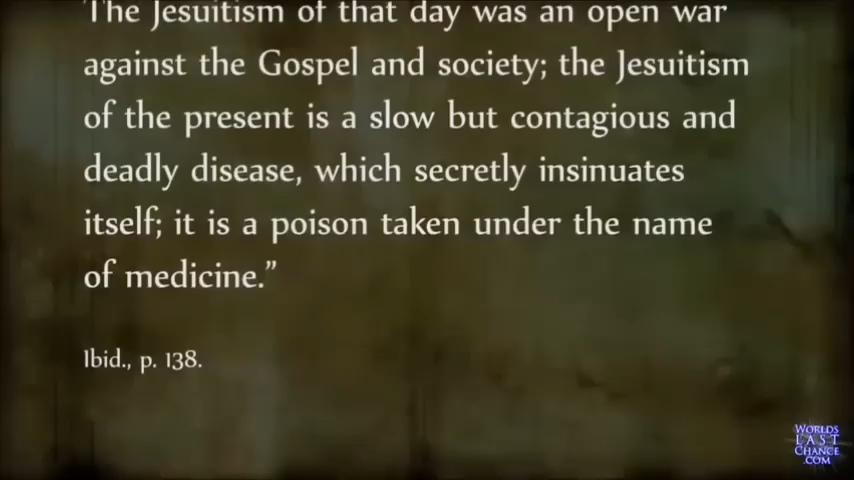 The Jesuitism of that day was an open war
against the Gospel and society; the Jesuitism
of the present is a slow but contagious and
deadly disease, which secretly insinuates
itself; it is a poison taken under the name
of medicine.”
Ibid., p. 138.
WORLDS
LAST
CHANCE
.COM